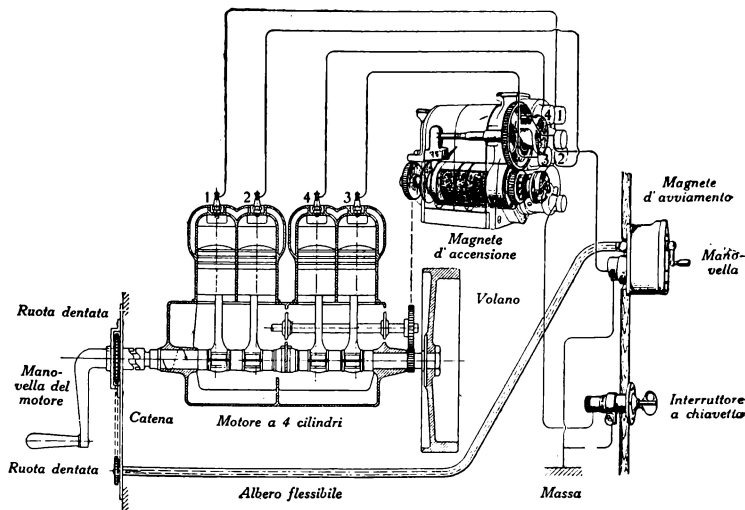 1 2 4 3
4 1
3 2
Magnete
d'accensione
Magnete
d'avviamento
Mano-
vella
Ruota dentata
Volano
Mano-
vella del
motore
Catena
Motore a 4 cilindri
Interruttore
a chiavetta
Ruota dentata
Albero flessibile
Massa